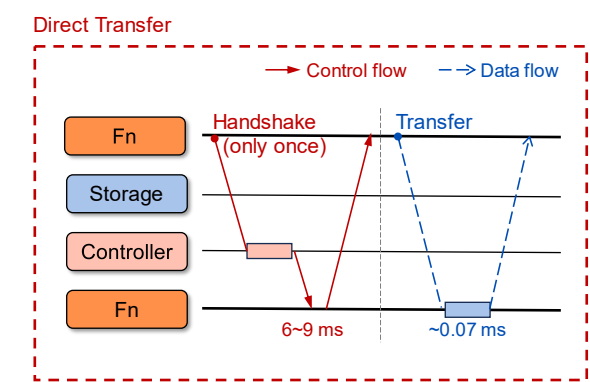 Direct Transfer
Control flow
Data flow
Handshake
(only once)
Transfer
Fn
Storage
Controller
Fn
6~9 ms
~0.07 ms